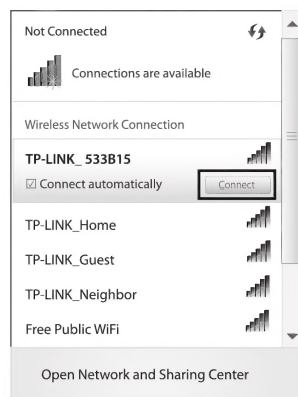 Not Connected
Connections are available
Wireless Network Connection
TP-LINK_ 533B15
Connect automatically
Connect
TP-LINK_Home
TP-LINK_Guest
TP-LINK_Neighbor
Free Public WiFi
Open Network and Sharing Center